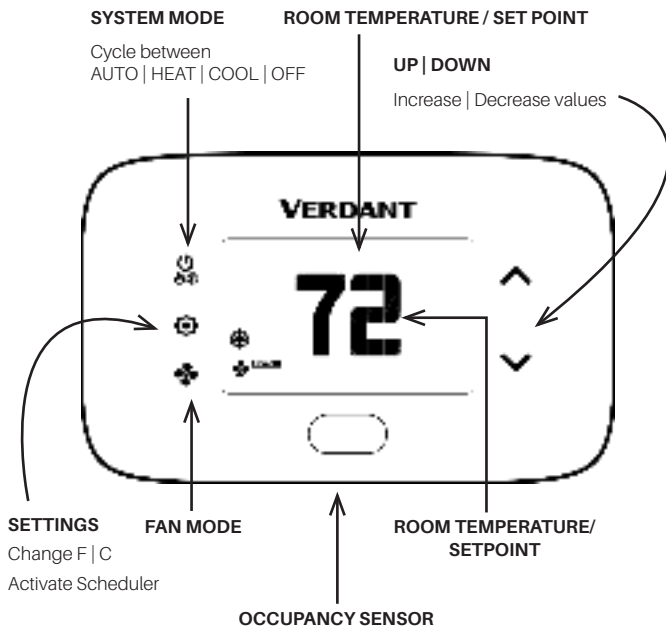 SYSTEM MODE
Cycle between
AUTO | HEAT | COOL | OFF
ROOM TEMPERATURE / SET POINT
UP | DOWN
Increase | Decrease values
VERDANT
72
SETTINGS
Change F | C
Activate Scheduler
FAN MODE
ROOM TEMPERATURE/
SETPOINT
OCCUPANCY SENSOR